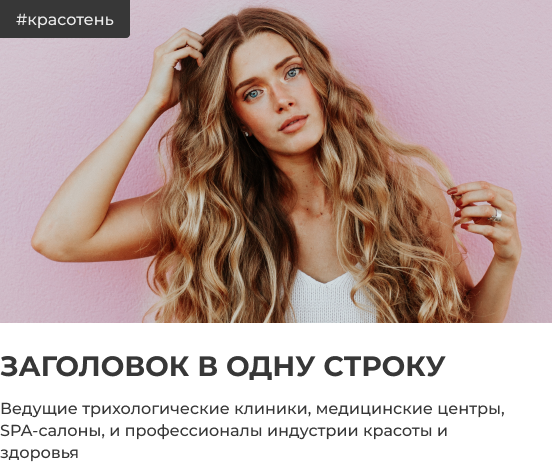 #красотень
ЗАГОЛОВОК В ОДНУ СТРОКУ
Ведущие трихологические клиники, медицинские центры,
SPA-салоны, и профессионалы индустрии красоты и
здоровья